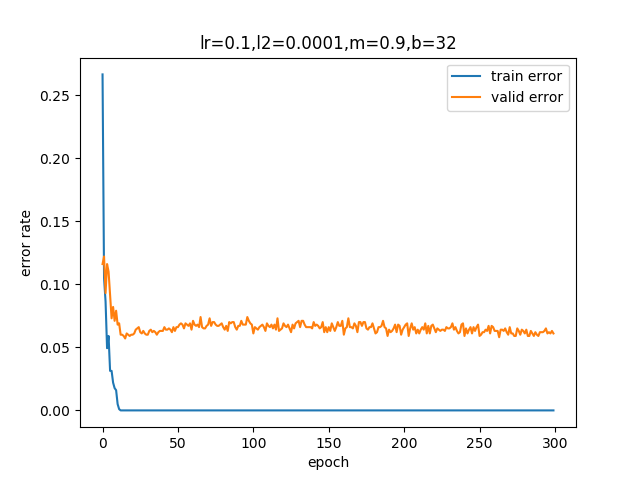 lr=0.1,l2=0.0001,m=0.9,b=32
train error
valid error
0.25
0.20
0.15
0.10
0.05
0.00
error rate
0 50 100 150 200 250 300
epoch